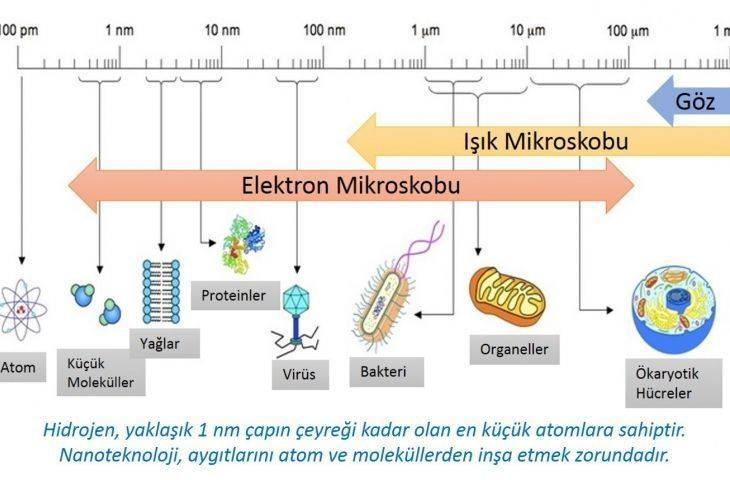 100 pm 1 nm 10 nm 100 nm 1µm 10 µm 100 µm 1 m
Göz
Işık Mikroskobu
Elektron Mikroskobu
Proteinler
Yağlar
Atom
Küçük
Moleküller
Virüs
Bakteri
Organeller
Ökaryotik
Hücreler
Hidrojen, yaklaşık 1 nm çapın çeyreği kadar olan en küçük atomlara sahiptir.
Nanoteknoloji, aygıtlarını atom ve moleküllerden inşa etmek zorundadır.